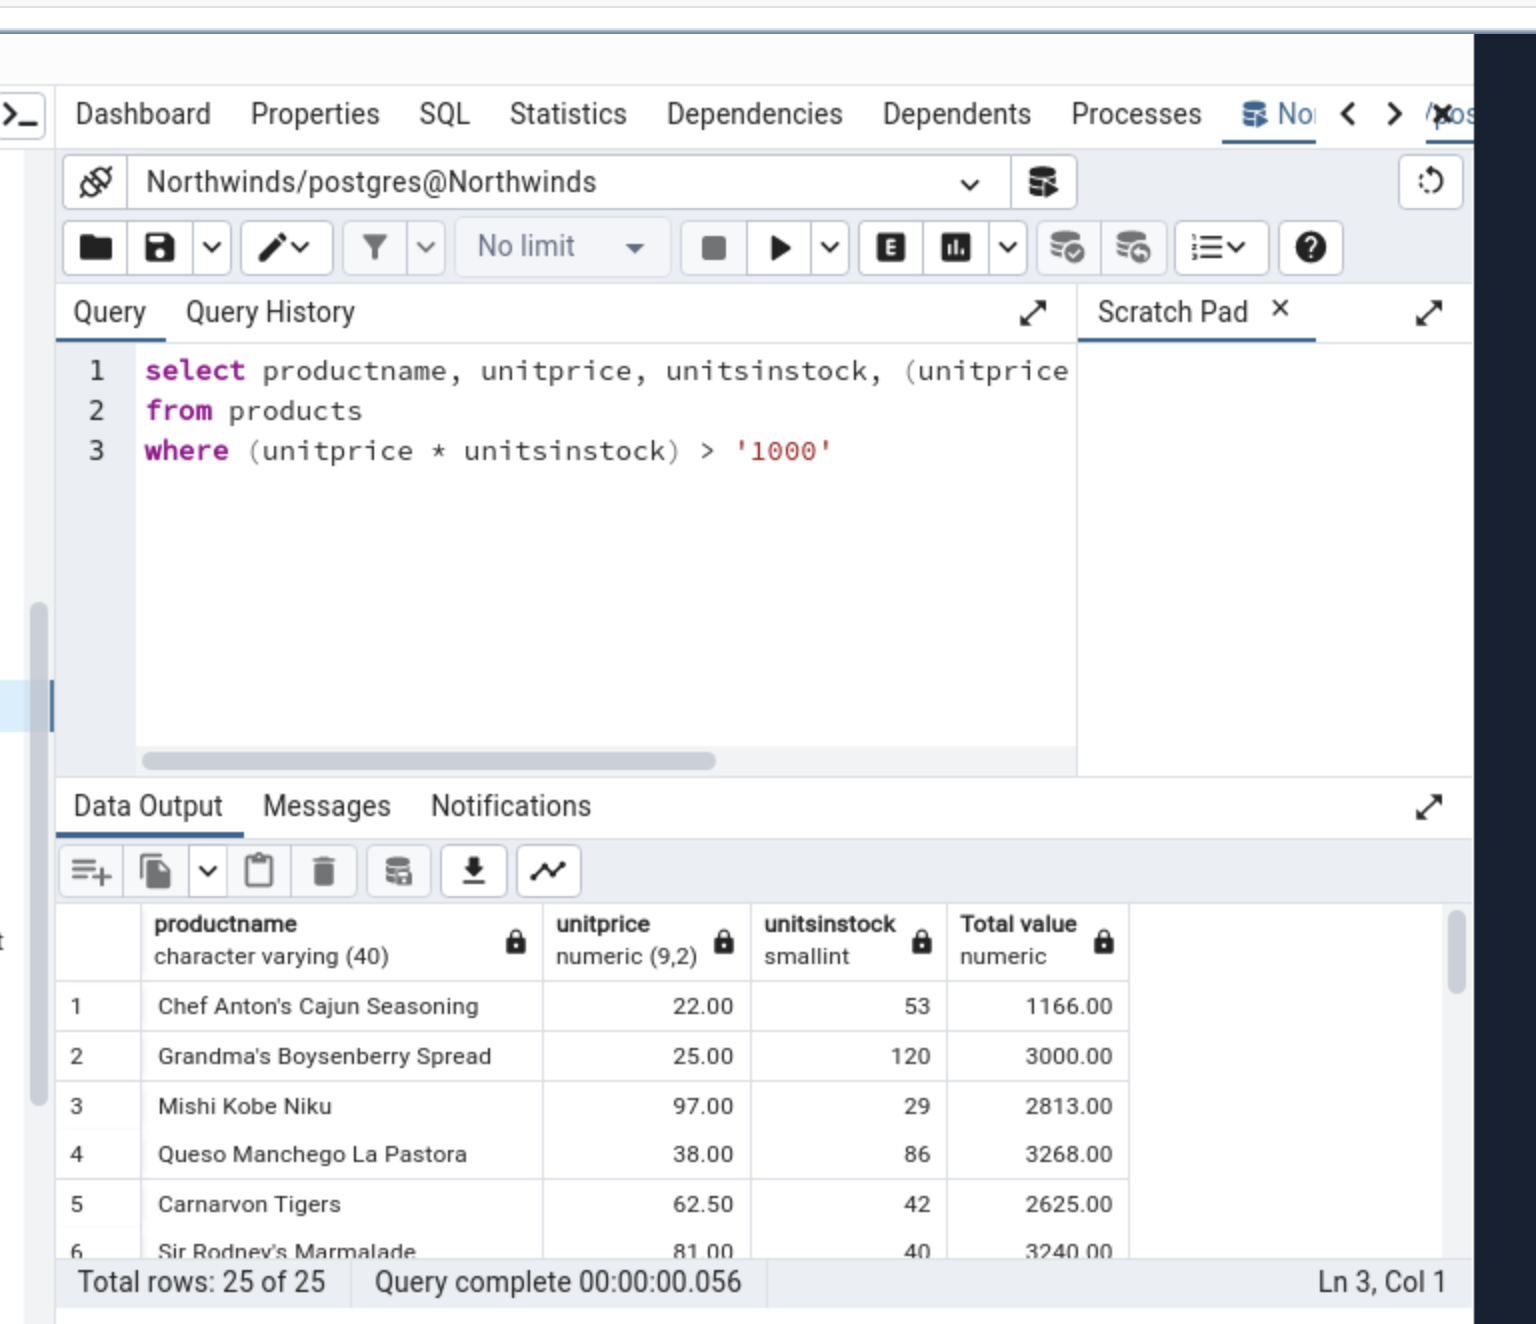 Dashboard Properties SQL Statistics Dependencies Dependents Processes
Northwinds/postgres@Northwinds
No limit
Query Query History Scratch Pad
1 select productname, unitprice, unitsinstock, (unitprice
2 from products
3 where (unitprice * unitsinstock) > '1000'
Data Output Messages Notifications
productname unitprice unitsinstock Total value
character varying (40) numeric (9,2) smallint numeric
1 Chef Anton's Cajun Seasoning 22.00 53 1166.00
2 Grandma's Boysenberry Spread 25.00 120 3000.00
3 Mishi Kobe Niku 97.00 29 2813.00
4 Queso Manchego La Pastora 38.00 86 3268.00
5 Carnarvon Tigers 62.50 42 2625.00
6 Sir Rodney's Marmalade 81.00 40 3240.00
Total rows: 25 of 25 Query complete 00:00:00.056 Ln 3, Col 1